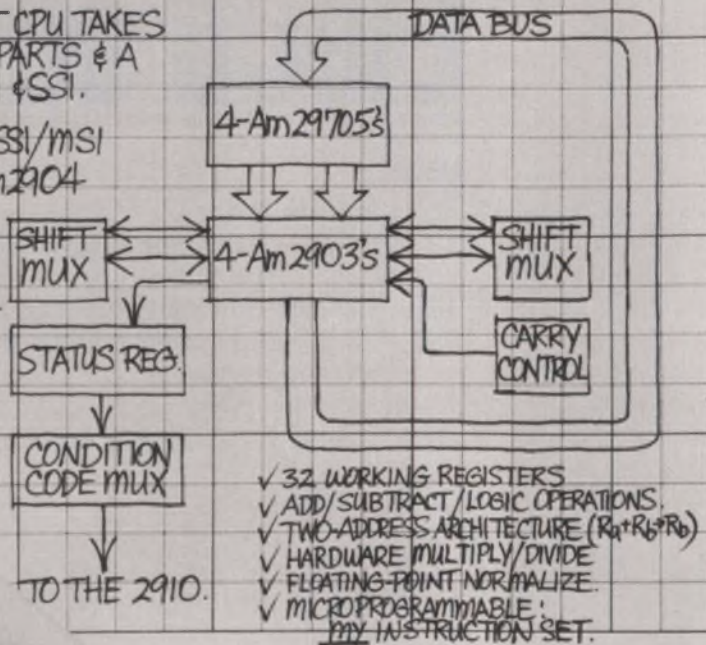 T CPU TAKES
PARTS & A
& SSI.
SSI/MSI
2904
DATA BUS
4-Am29705's
SHIFT
MUX
4-Am2903's
SHIFT
MUX
STATUS REG.
CARRY
CONTROL
CONDITION
CODE MUX
TO THE 2910.
✓ 32 WORKING REGISTERS
✓ ADD/SUBTRACT/LOGIC OPERATIONS.
✓ TWO-ADDRESS ARCHITECTURE (Ra+Rb→Rb)
✓ HARDWARE MULTIPLY/DIVIDE
✓ FLOATING-POINT NORMALIZE.
✓ MICROPROGRAMMABLE:
MY INSTRUCTION SET.